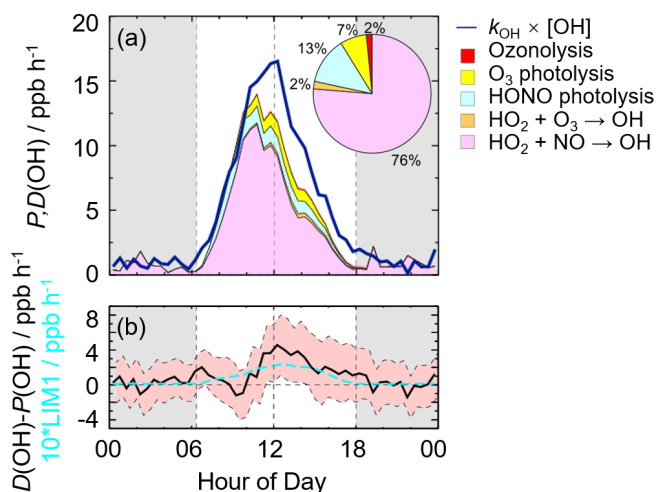 (a)
P,D(OH) / ppb h⁻¹
20
15
10
5
0
7%
2%
13%
2%
76%
k_OH × [OH]
Ozonolysis
O₃ photolysis
HONO photolysis
HO₂ + O₃ → OH
HO₂ + NO → OH
(b)
D(OH)-P(OH) / ppb h⁻¹
10*LIM1 / ppb h⁻¹
8
4
0
-4
00 06 12 18 00
Hour of Day